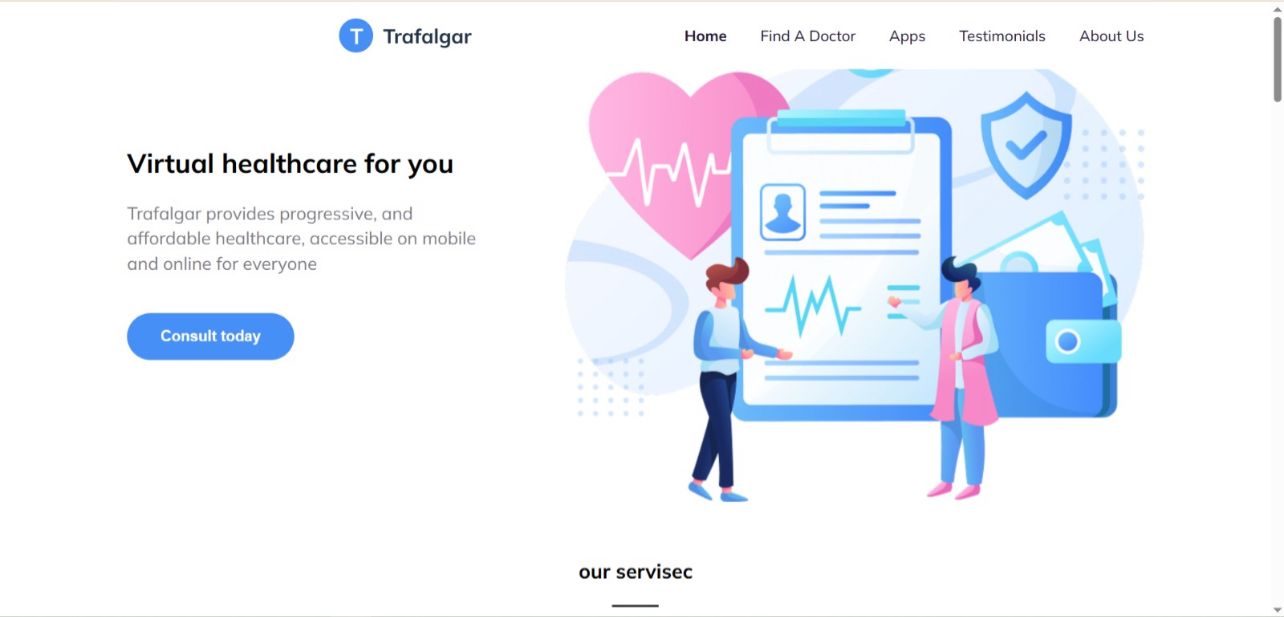 T Trafalgar
Home Find A Doctor Apps Testimonials About Us
Virtual healthcare for you
Trafalgar provides progressive, and
affordable healthcare, accessible on mobile
and online for everyone
Consult today
our servisec